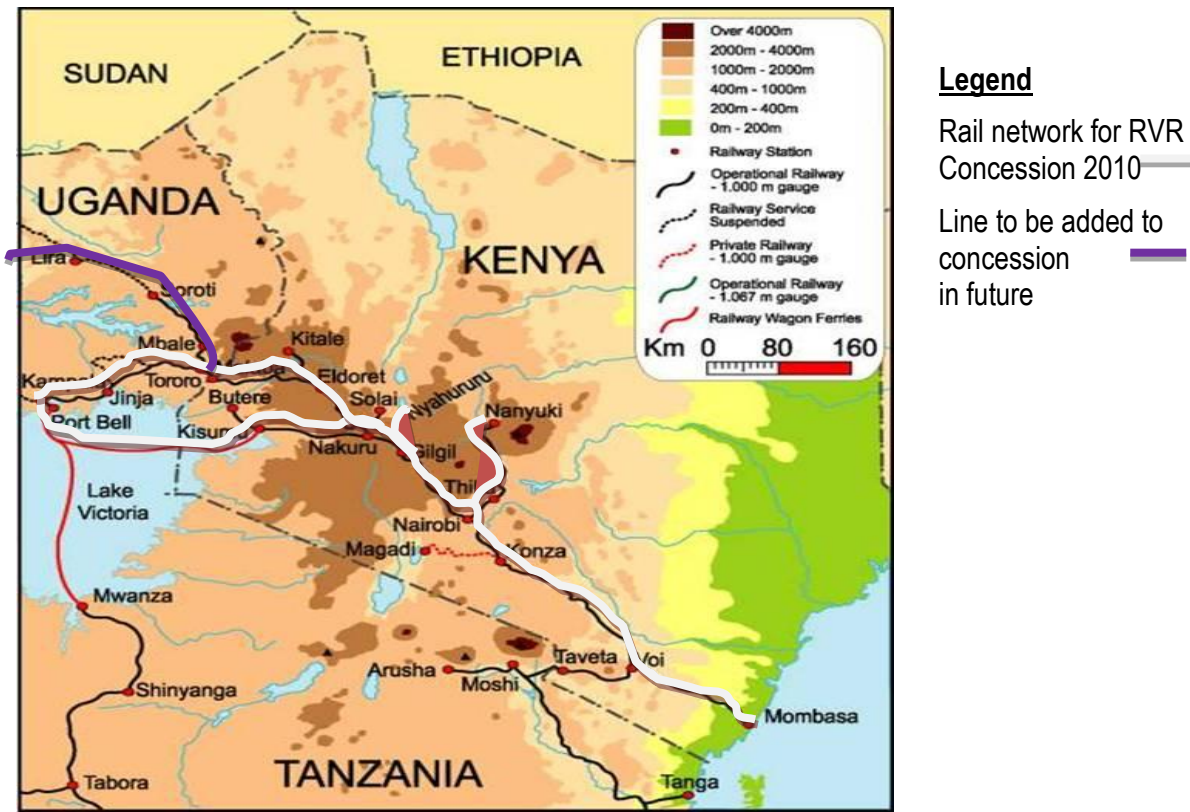 SUDAN
ETHIOPIA
UGANDA
KENYA
Lira
Soroti
Mbale
Kitale
Tororo
Eldoret
Jinja
Butere
Solai
Nyahururu
Nanyuki
Port Bell
Kisumu
Nakuru
Gilgil
Thika
Lake
Victoria
Nairobi
Magadi
Konza
Mwanza
Arusha
Moshi
Taveta
Voi
Shinyanga
Mombasa
TANZANIA
Tabora
Tanga
Over 4000m
2000m - 4000m
1000m - 2000m
400m - 1000m
200m - 400m
0m - 200m
Railway Station
Operational Railway
- 1.000 m gauge
Railway Service
Suspended
Private Railway
- 1.000 m gauge
Operational Railway
- 1.067 m gauge
Railway Wagon Ferries
Km 0 80 160
Legend
Rail network for RVR
Concession 2010
Line to be added to
concession
in future